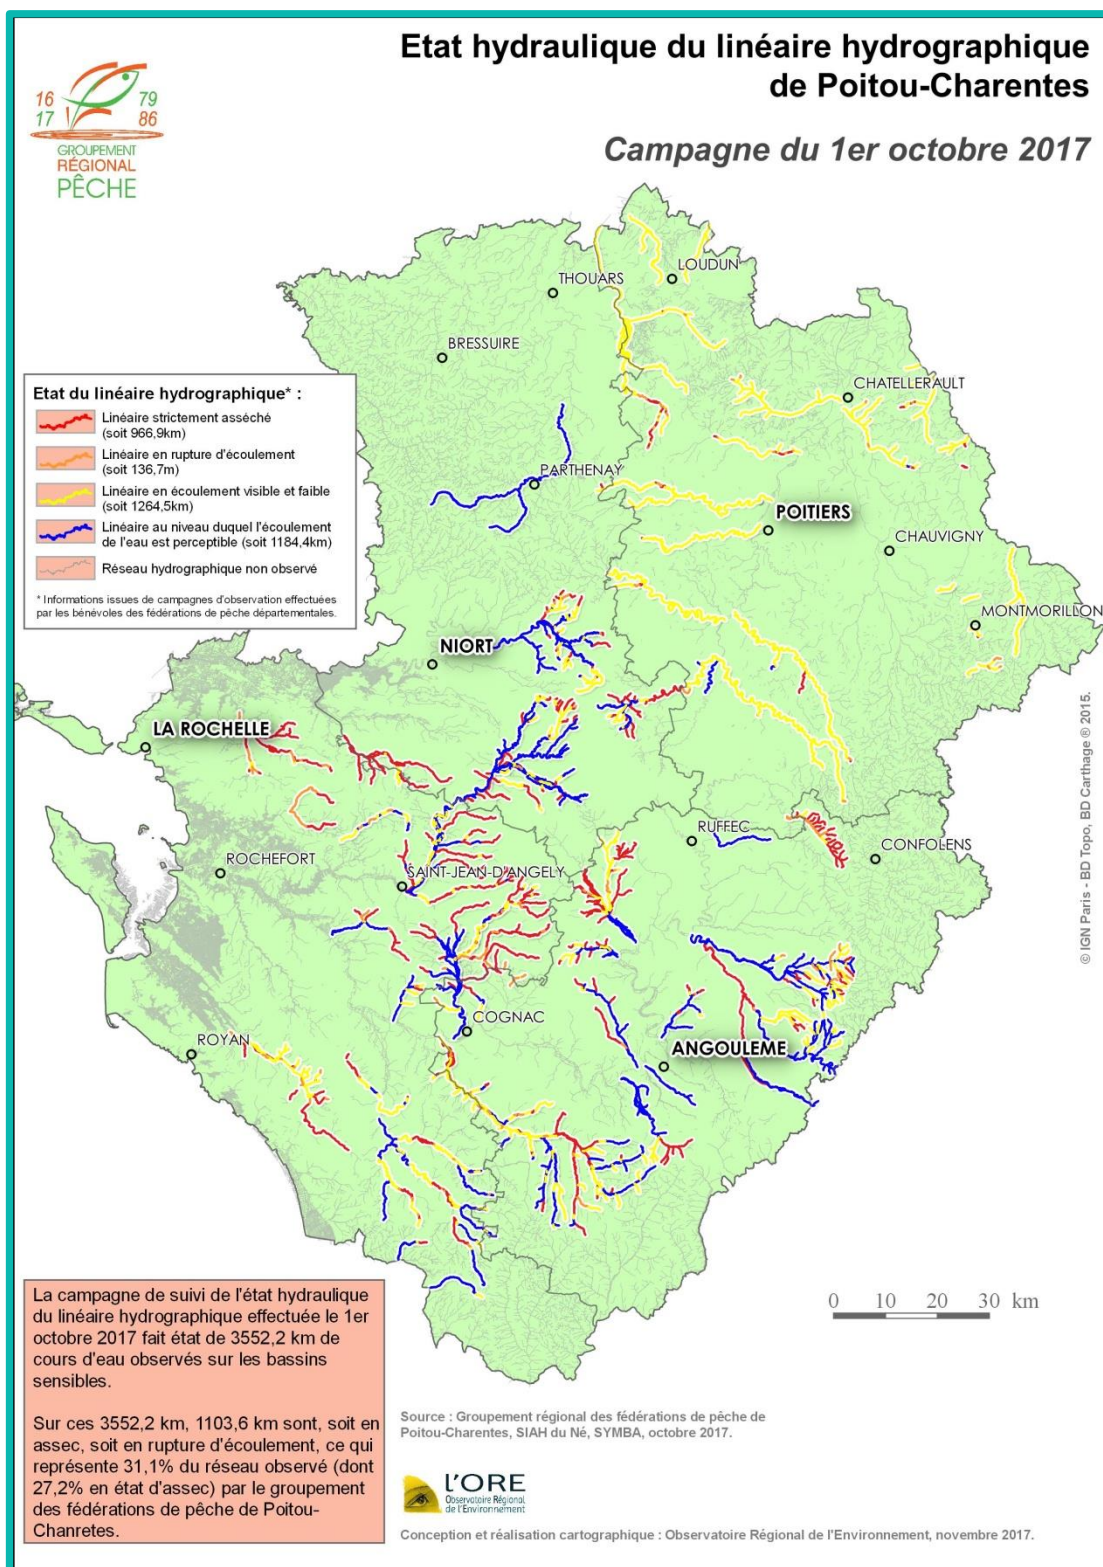 Etat hydraulique du linéaire hydrographique
de Poitou-Charentes
Campagne du 1er octobre 2017
16 79
17 86
GROUPEMENT
RÉGIONAL
PÊCHE
THOUARS
LOUDUN
BRESSUIRE
CHATELLERAULT
Etat du linéaire hydrographique* :
Linéaire strictement asséché
(soit 966,9km)
Linéaire en rupture d'écoulement
(soit 136,7m)
Linéaire en écoulement visible et faible
(soit 1264,5km)
Linéaire au niveau duquel l'écoulement
de l'eau est perceptible (soit 1184,4km)
Réseau hydrographique non observé
* Informations issues de campagnes d'observation effectuées
par les bénévoles des fédérations de pêche départementales.
PARTHENAY
POITIERS
CHAUVIGNY
MONTMORILLON
NIORT
LA ROCHELLE
RUFFEC
CONFOLENS
ROCHEFORT
SAINT-JEAN-D'ANGELY
COGNAC
ROYAN
ANGOULEME
© IGN Paris - BD Topo, BD Carthage ® 2015.
0 10 20 30 km
La campagne de suivi de l'état hydraulique
du linéaire hydrographique effectuée le 1er
octobre 2017 fait état de 3552,2 km de
cours d'eau observés sur les bassins
sensibles.
Sur ces 3552,2 km, 1103,6 km sont, soit en
assec, soit en rupture d'écoulement, ce qui
représente 31,1% du réseau observé (dont
27,2% en état d'assec) par le groupement
des fédérations de pêche de Poitou-
Chanretes.
Source : Groupement régional des fédérations de pêche de
Poitou-Charentes, SIAH du Né, SYMBA, octobre 2017.
L'ORE
Observatoire Régional
de l'Environnement
Conception et réalisation cartographique : Observatoire Régional de l'Environnement, novembre 2017.